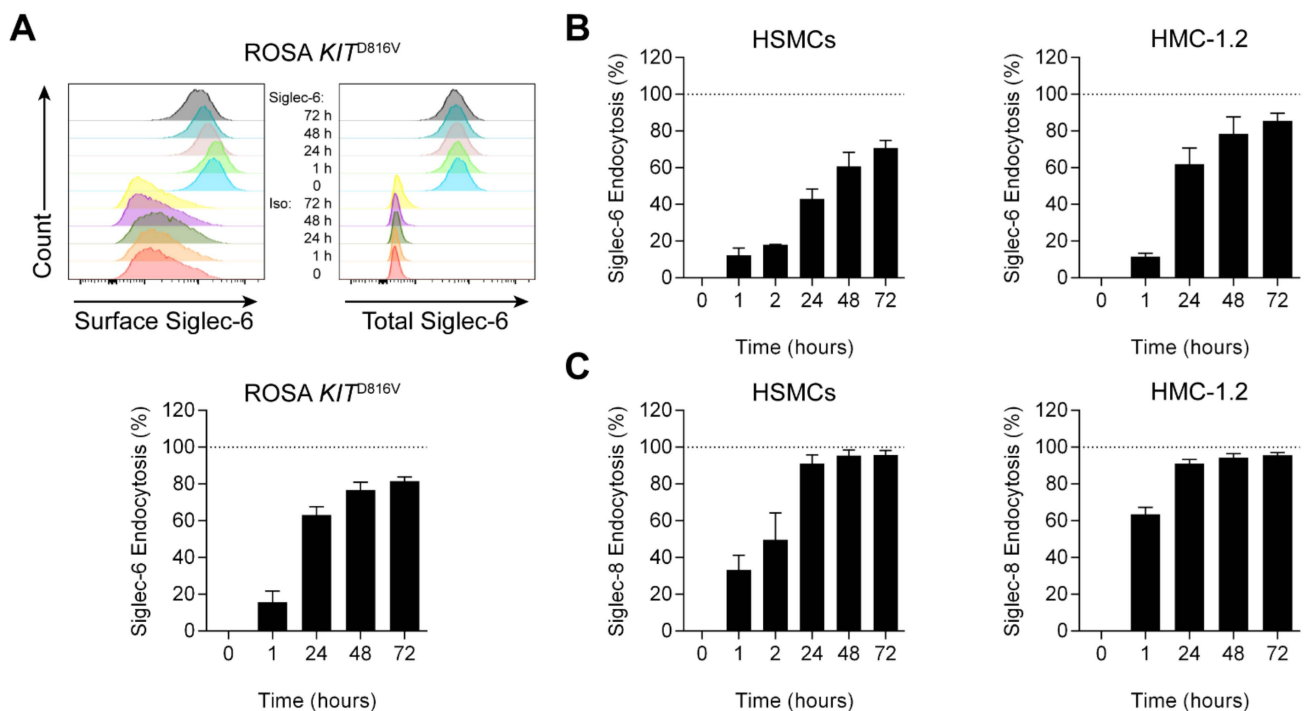 A
ROSA KITD816V
Count
Siglec-6:
72 h
48 h
24 h
1 h
0
Iso: 72 h
48 h
24 h
1 h
0
Surface Siglec-6
Total Siglec-6
ROSA KITD816V
Siglec-6 Endocytosis (%)
120
100
80
60
40
20
0
0 1 24 48 72
Time (hours)
B
HSMCs
Siglec-6 Endocytosis (%)
120
100
80
60
40
20
0
0 1 2 24 48 72
Time (hours)
HMC-1.2
Siglec-6 Endocytosis (%)
120
100
80
60
40
20
0
0 1 24 48 72
Time (hours)
C
HSMCs
Siglec-8 Endocytosis (%)
120
100
80
60
40
20
0
0 1 2 24 48 72
Time (hours)
HMC-1.2
Siglec-8 Endocytosis (%)
120
100
80
60
40
20
0
0 1 24 48 72
Time (hours)